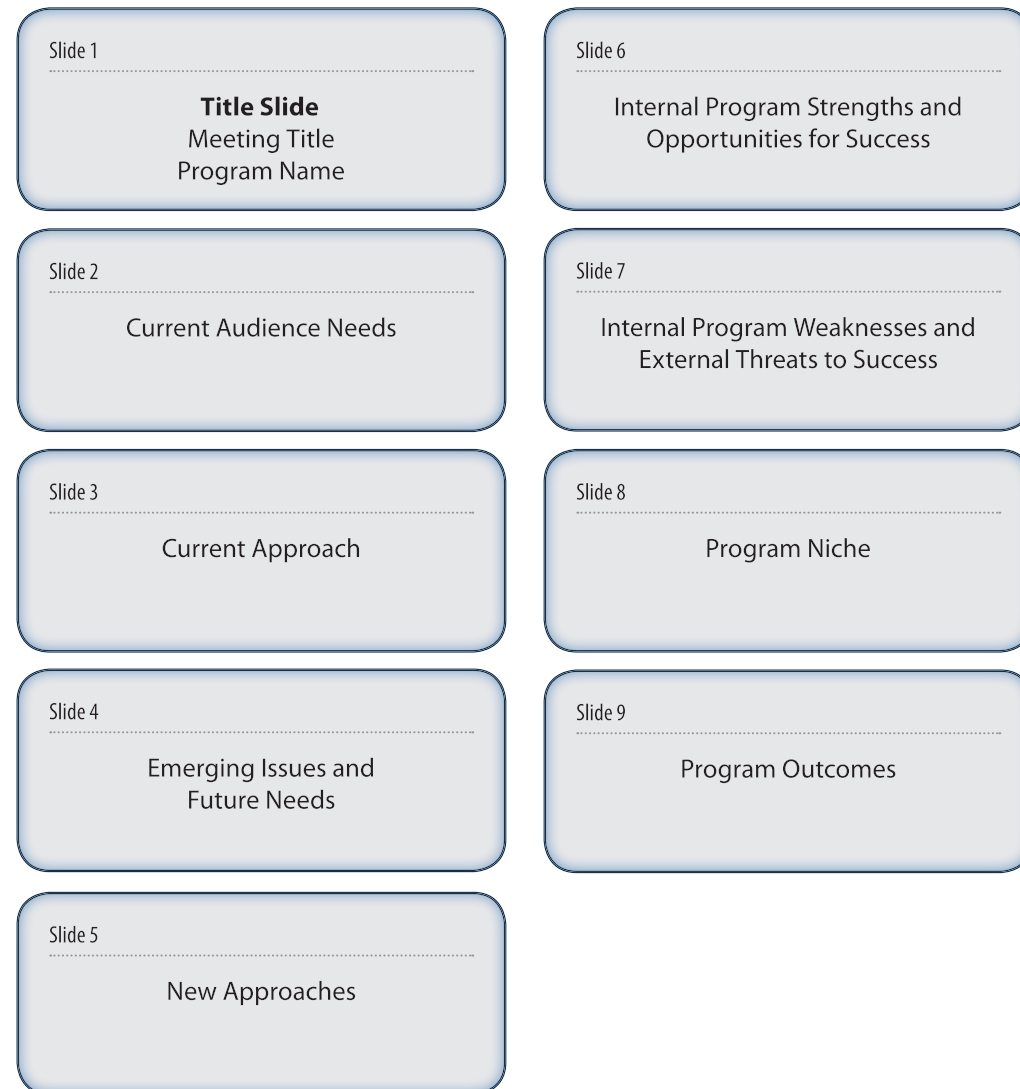 Slide 1
Title Slide
Meeting Title
Program Name
Slide 2
Current Audience Needs
Slide 3
Current Approach
Slide 4
Emerging Issues and
Future Needs
Slide 5
New Approaches
Slide 6
Internal Program Strengths and
Opportunities for Success
Slide 7
Internal Program Weaknesses and
External Threats to Success
Slide 8
Program Niche
Slide 9
Program Outcomes